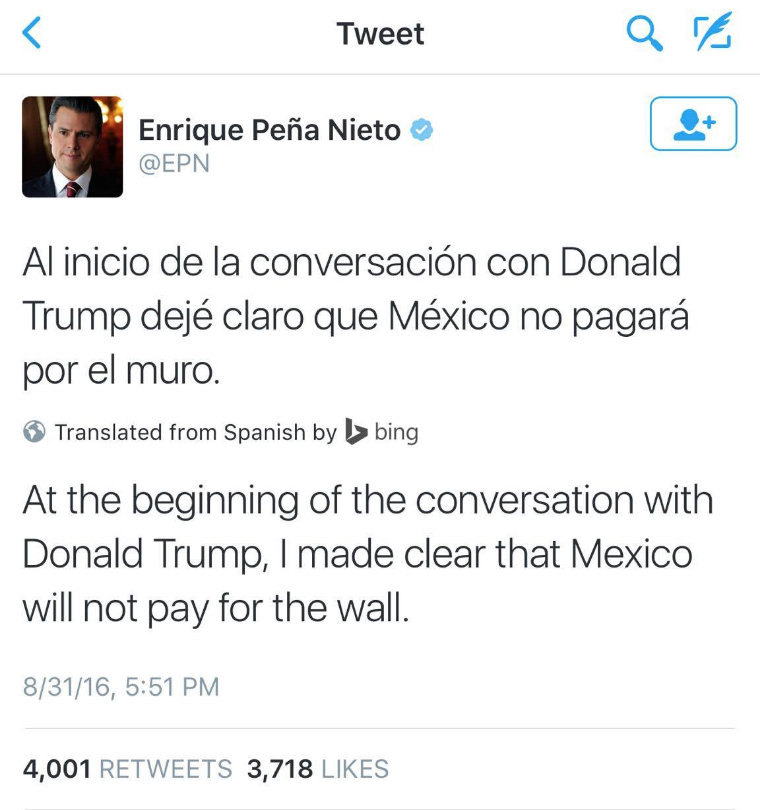 Tweet
Enrique Peña Nieto
@EPN
Al inicio de la conversación con Donald
Trump dejé claro que México no pagará
por el muro.
Translated from Spanish by bing
At the beginning of the conversation with
Donald Trump, I made clear that Mexico
will not pay for the wall.
8/31/16, 5:51 PM
4,001 RETWEETS 3,718 LIKES